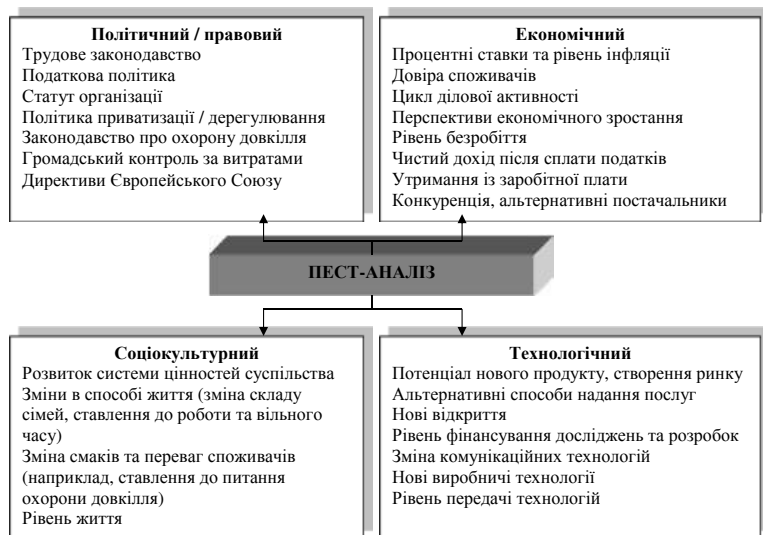 Політичний / правовий
Трудове законодавство
Податкова політика
Статут організації
Політика приватизації / дерегулювання
Законодавство про охорону довкілля
Громадський контроль за витратами
Директиви Європейського Союзу
Економічний
Процентні ставки та рівень інфляції
Довіра споживачів
Цикл ділової активності
Перспективи економічного зростання
Рівень безробіття
Чистий дохід після сплати податків
Утримання із заробітної плати
Конкуренція, альтернативні постачальники
ПЕСТ-АНАЛІЗ
Соціокультурний
Розвиток системи цінностей суспільства
Зміни в способі життя (зміна складу
сімей, ставлення до роботи та вільного
часу)
Зміна смаків та переваг споживачів
(наприклад, ставлення до питання
охорони довкілля)
Рівень життя
Технологічний
Потенціал нового продукту, створення ринку
Альтернативні способи надання послуг
Нові відкриття
Рівень фінансування досліджень та розробок
Зміна комунікаційних технологій
Нові виробничі технології
Рівень передачі технологій